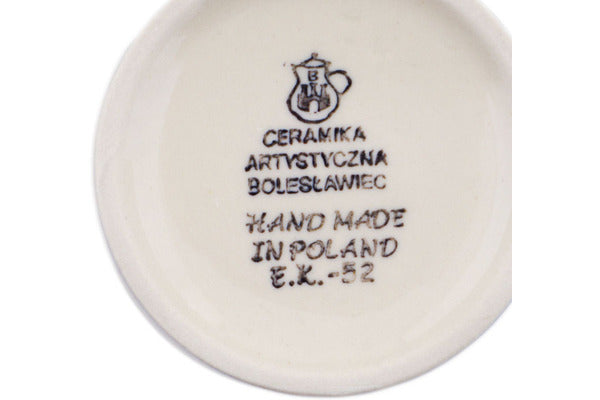 B
CERAMIKA
ARTYSTYCZNA
BOLESŁAWIEC
HAND MADE
IN POLAND
E.K.-52